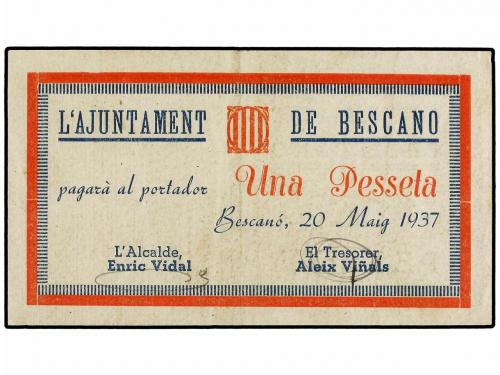 L'AJUNTAMENT DE BESCANO
pagarà al portador Una Pesseta
Bescanó, 20 Maig 1937
L'Alcalde,
Enric Vidal
El Tresorer,
Aleix Viñals